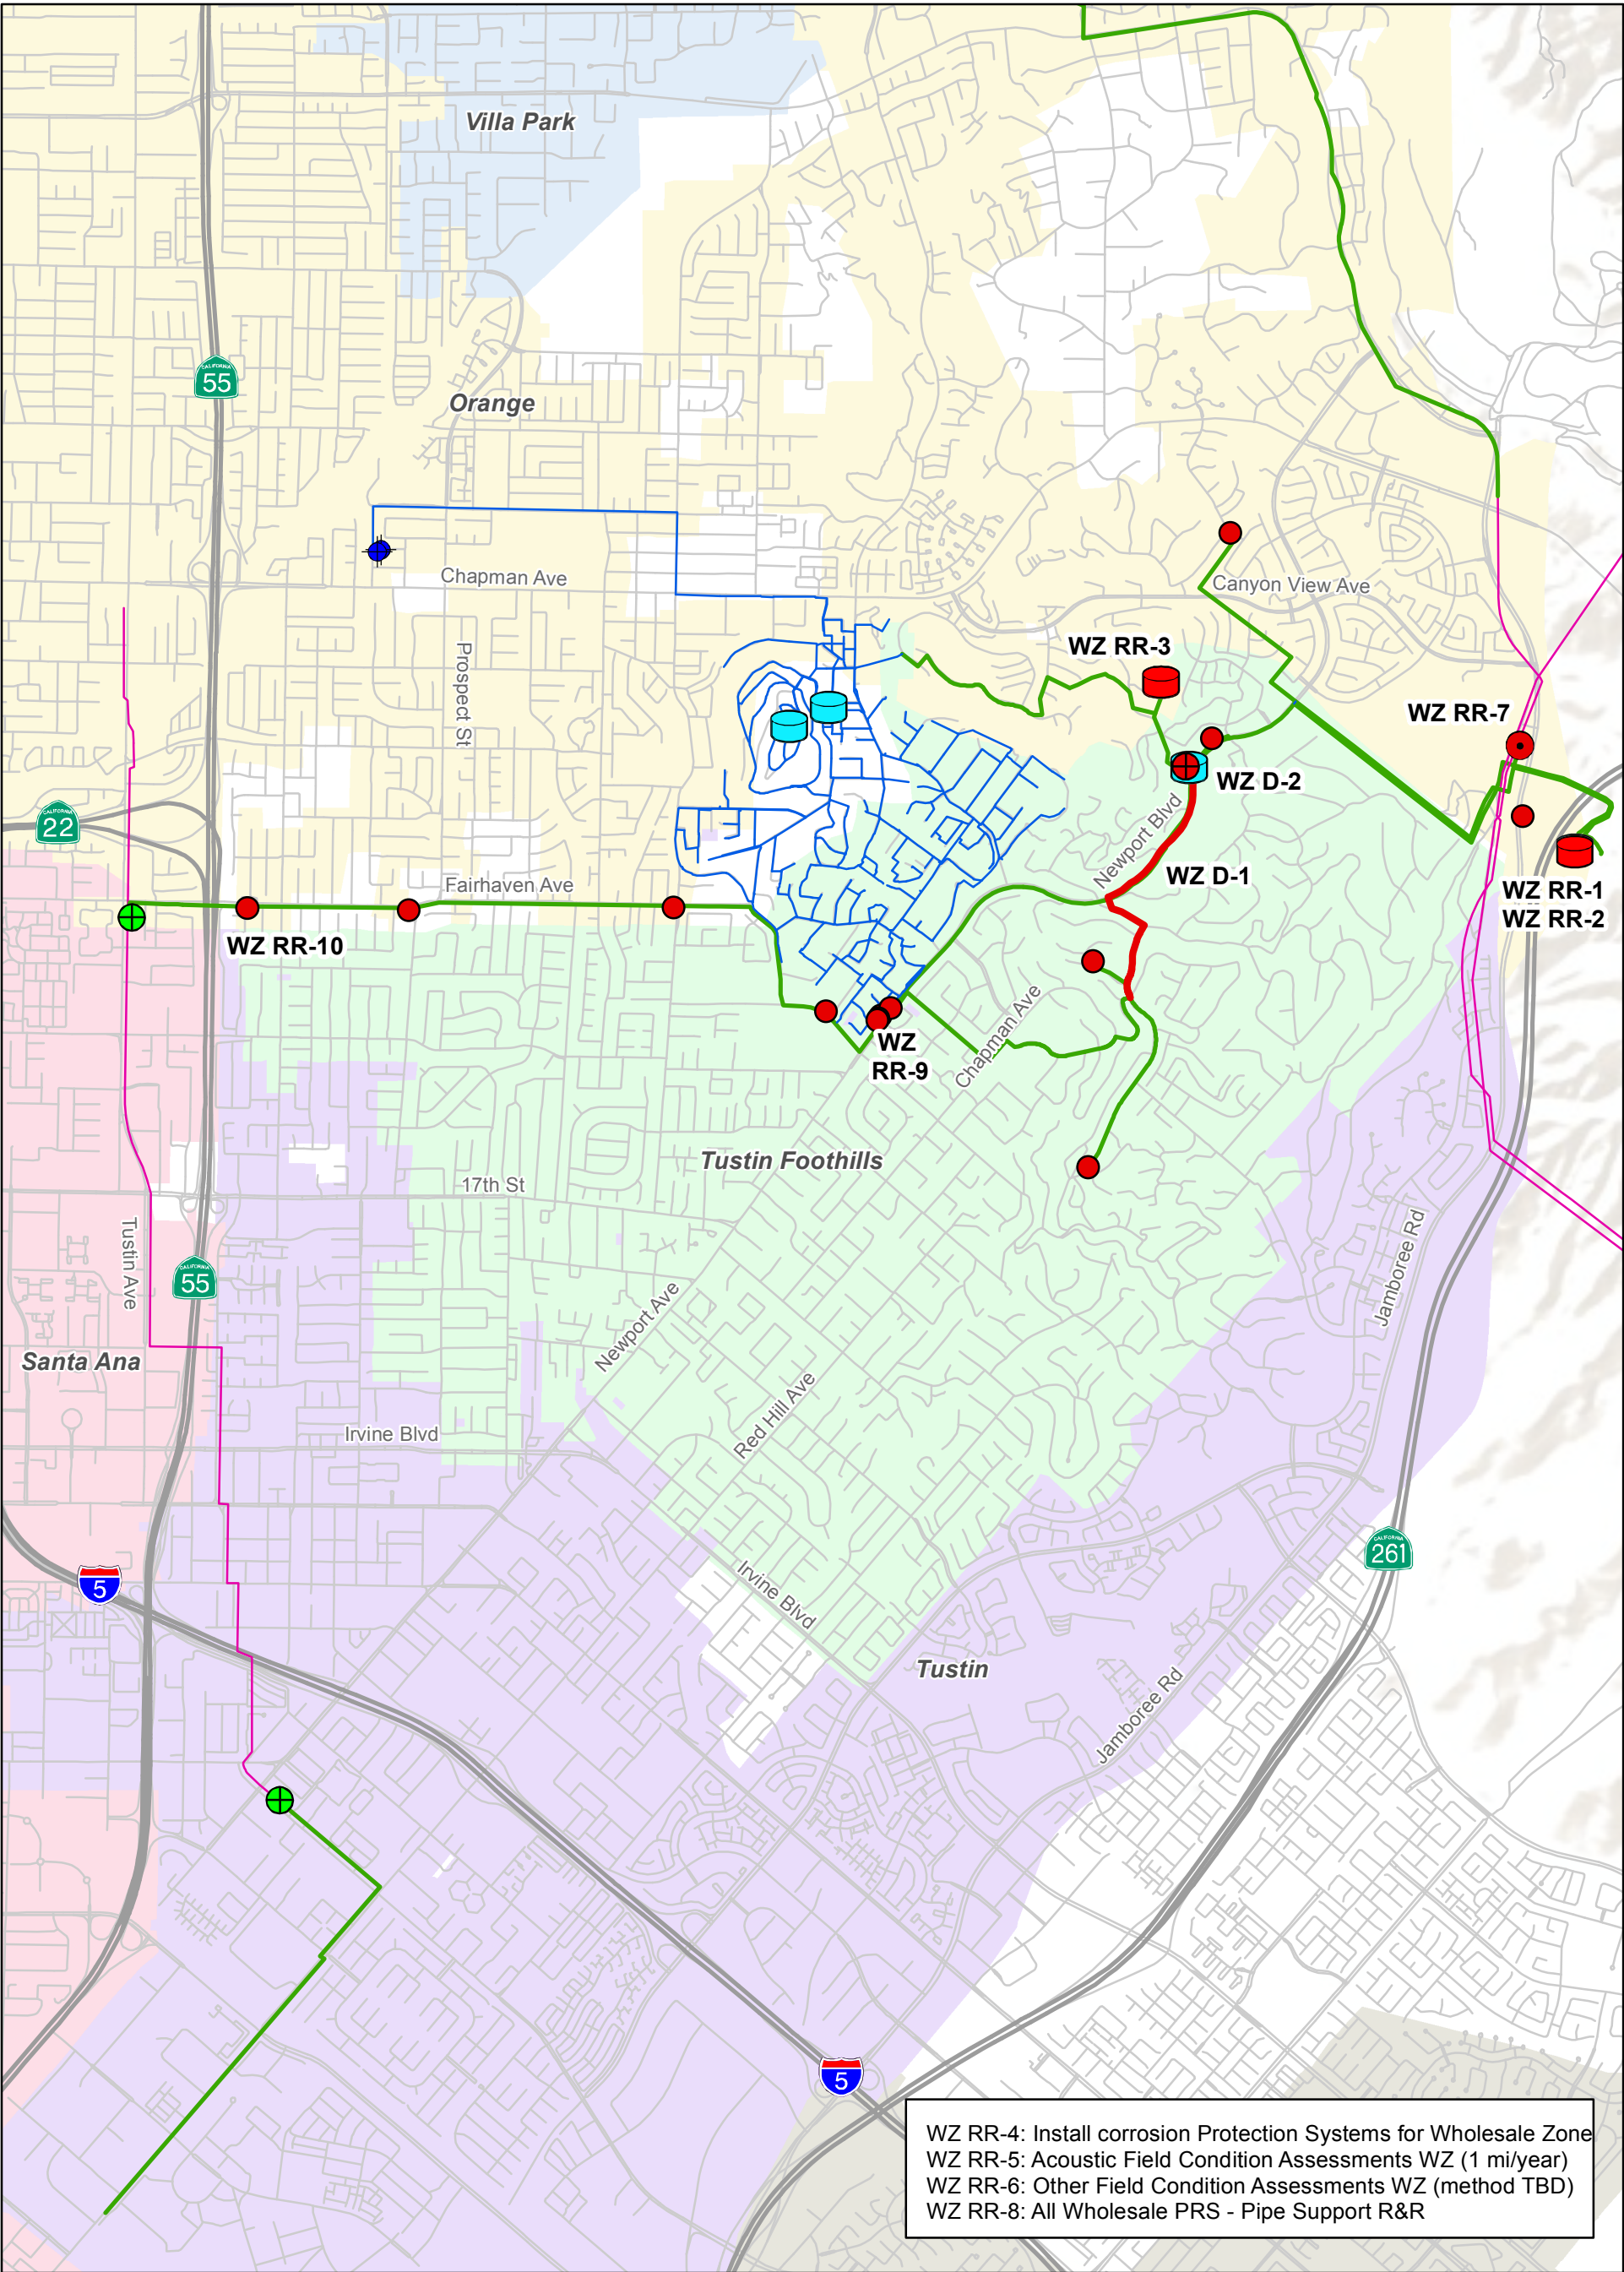 Villa Park
CALIFORNIA
55
Orange
Chapman Ave
Canyon View Ave
Prospect St
WZ RR-3
WZ RR-7
WZ D-2
CALIFORNIA
22
Newport Blvd
WZ D-1
Fairhaven Ave
WZ RR-1
WZ RR-2
WZ RR-10
Chapman Ave
WZ
RR-9
Tustin Foothills
17th St
Tustin Ave
CALIFORNIA
55
Jamboree Rd
Newport Ave
Santa Ana
Red Hill Ave
Irvine Blvd
CALIFORNIA
261
5
Irvine Blvd
Tustin
Jamboree Rd
5
WZ RR-4: Install corrosion Protection Systems for Wholesale Zone
WZ RR-5: Acoustic Field Condition Assessments WZ (1 mi/year)
WZ RR-6: Other Field Condition Assessments WZ (method TBD)
WZ RR-8: All Wholesale PRS - Pipe Support R&R